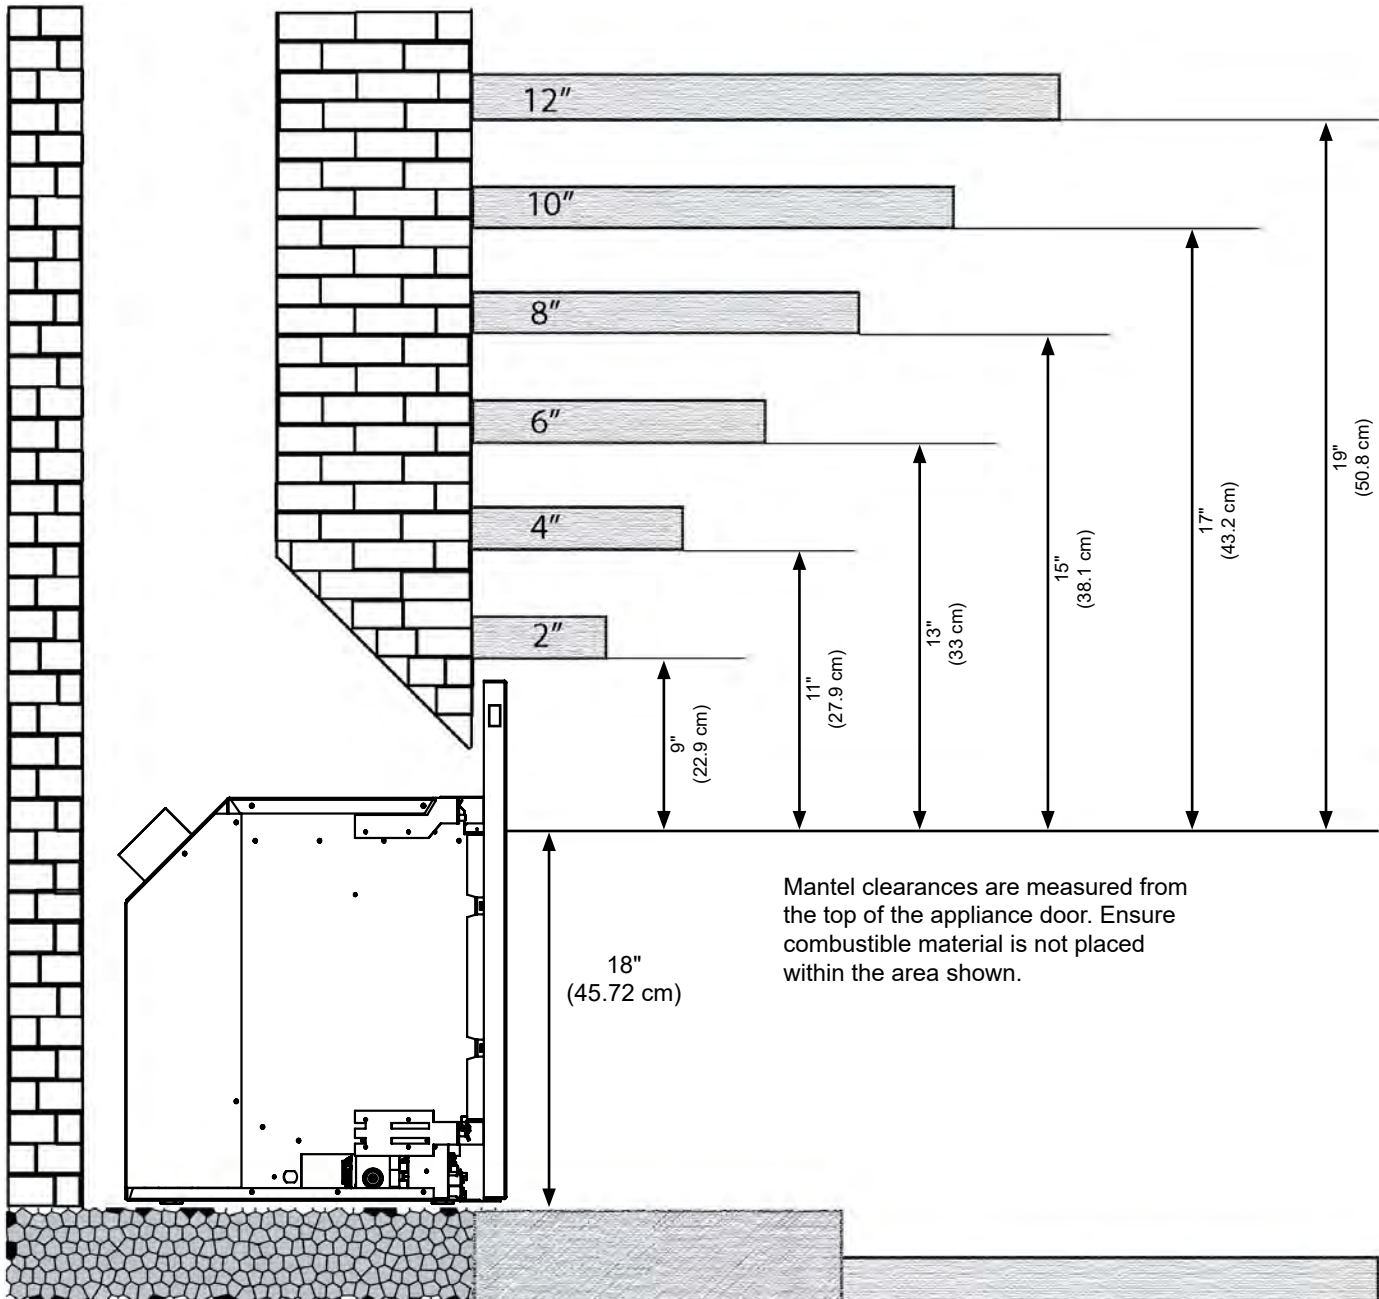 12″
10″
8″
6″
4″
2″
19"
(50.8 cm)
17"
(43.2 cm)
15"
(38.1 cm)
13"
(33 cm)
11"
(27.9 cm)
9"
(22.9 cm)
18"
(45.72 cm)
Mantel clearances are measured from
the top of the appliance door. Ensure
combustible material is not placed
within the area shown.